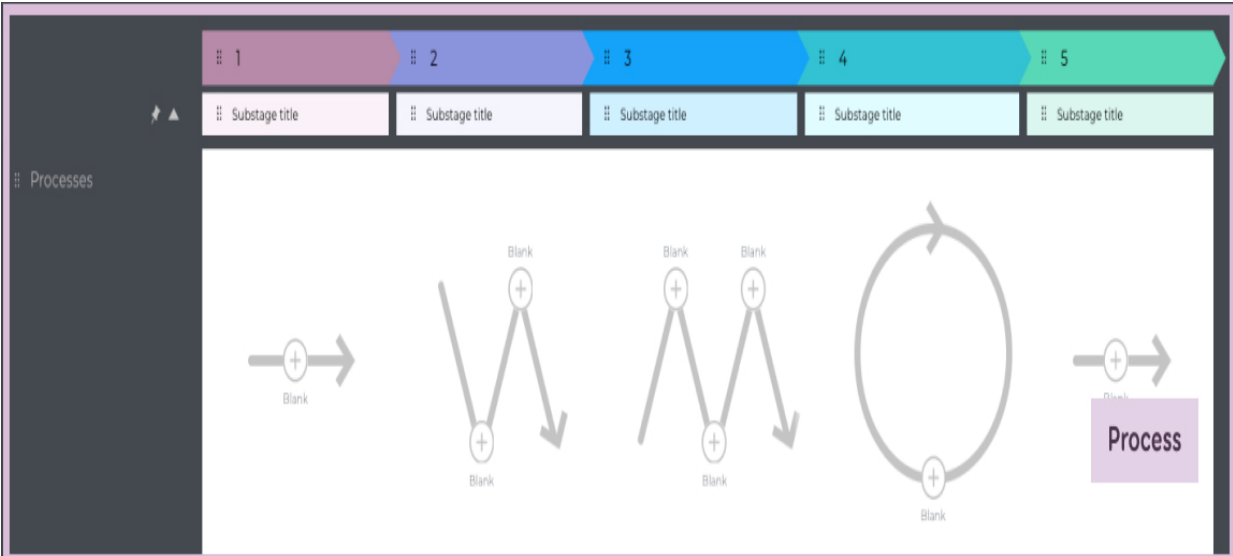 1
2
3
4
5
Substage title
Substage title
Substage title
Substage title
Substage title
Processes
Blank
Blank
Blank
Blank
Blank
Blank
Blank
Blank
Process